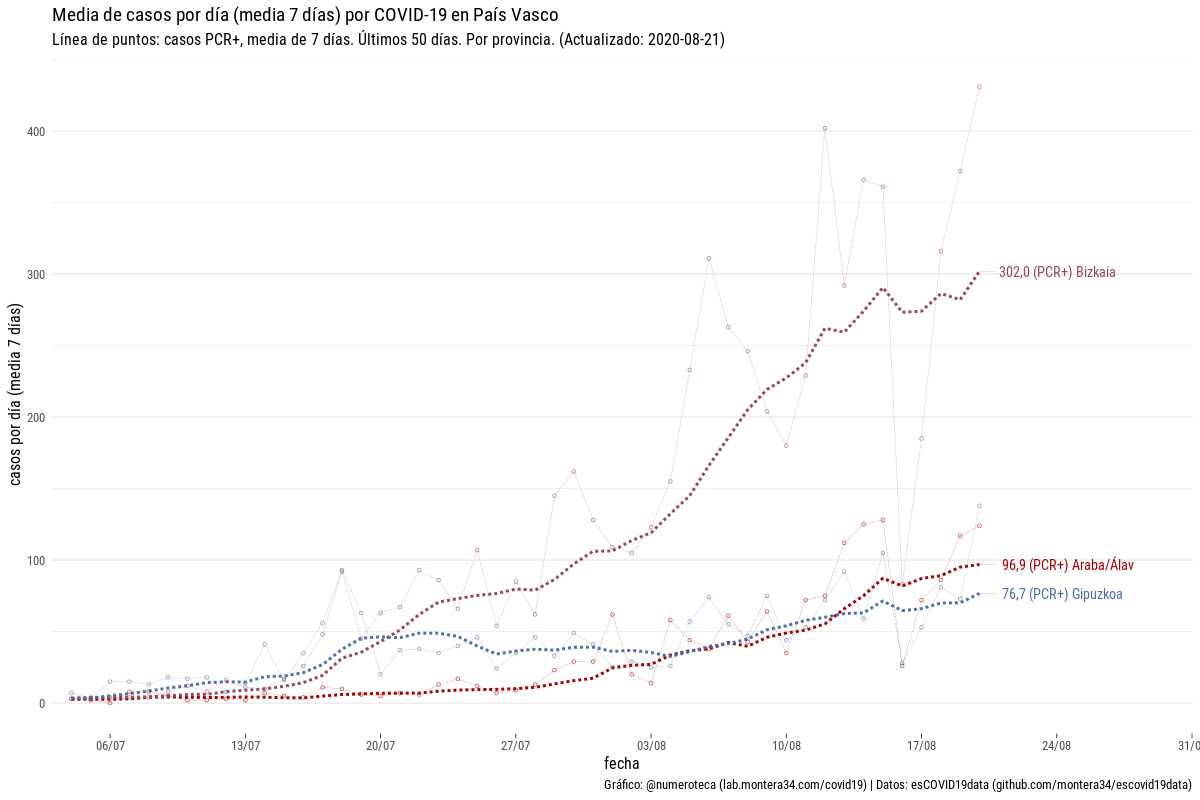 Media de casos por día (media 7 días) por COVID-19 en País Vasco
Línea de puntos: casos PCR+, media de 7 días. Últimos 50 días. Por provincia. (Actualizado: 2020-08-21)
casos por día (media 7 días)
400
300
200
100
0
302,0 (PCR+) Bizkaia
96,9 (PCR+) Araba/Álav
76,7 (PCR+) Gipuzkoa
06/07 13/07 20/07 27/07 03/08 10/08 17/08 24/08 31/0
fecha
Gráfico: @numeroteca (lab.montera34.com/covid19) | Datos: esCOVID19data (github.com/montera34/escovid19data)